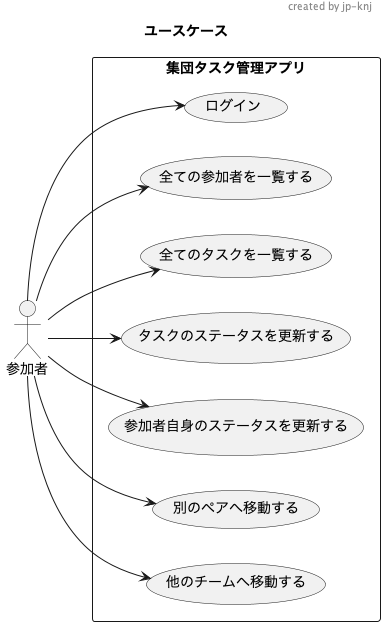 created by jp-knj
ユースケース
集団タスク管理アプリ
ログイン
全ての参加者を一覧する
全てのタスクを一覧する
タスクのステータスを更新する
参加者
参加者自身のステータスを更新する
別のペアへ移動する
他のチームへ移動する